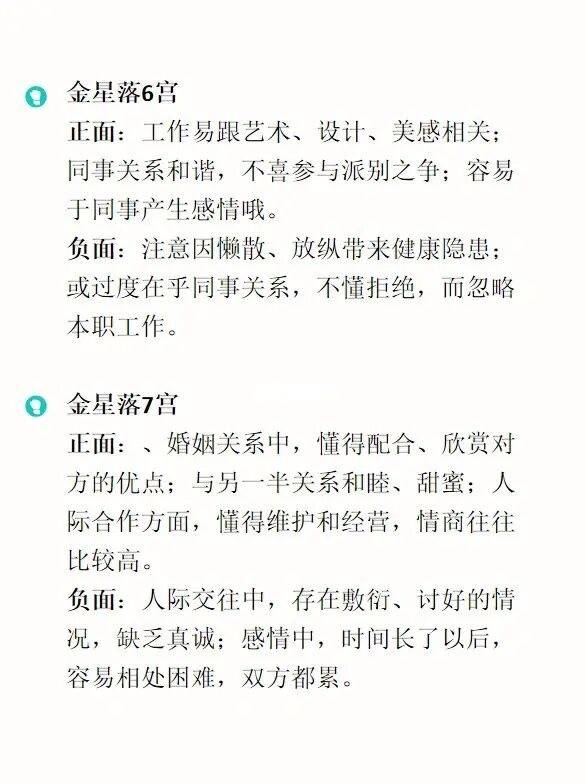 金星落6宫
正面：工作易跟艺术、设计、美感相关；
同事关系和谐，不喜参与派别之争；容易
于同事产生感情哦。
负面：注意因懒散、放纵带来健康隐患；
或过度在乎同事关系，不懂拒绝，而忽略
本职工作。
金星落7宫
正面：、婚姻关系中，懂得配合、欣赏对
方的优点；与另一半关系和睦、甜蜜；人
际合作方面，懂得维护和经营，情商往往
比较高。
负面：人际交往中，存在敷衍、讨好的情
况，缺乏真诚；感情中，时间长了以后，
容易相处困难，双方都累。